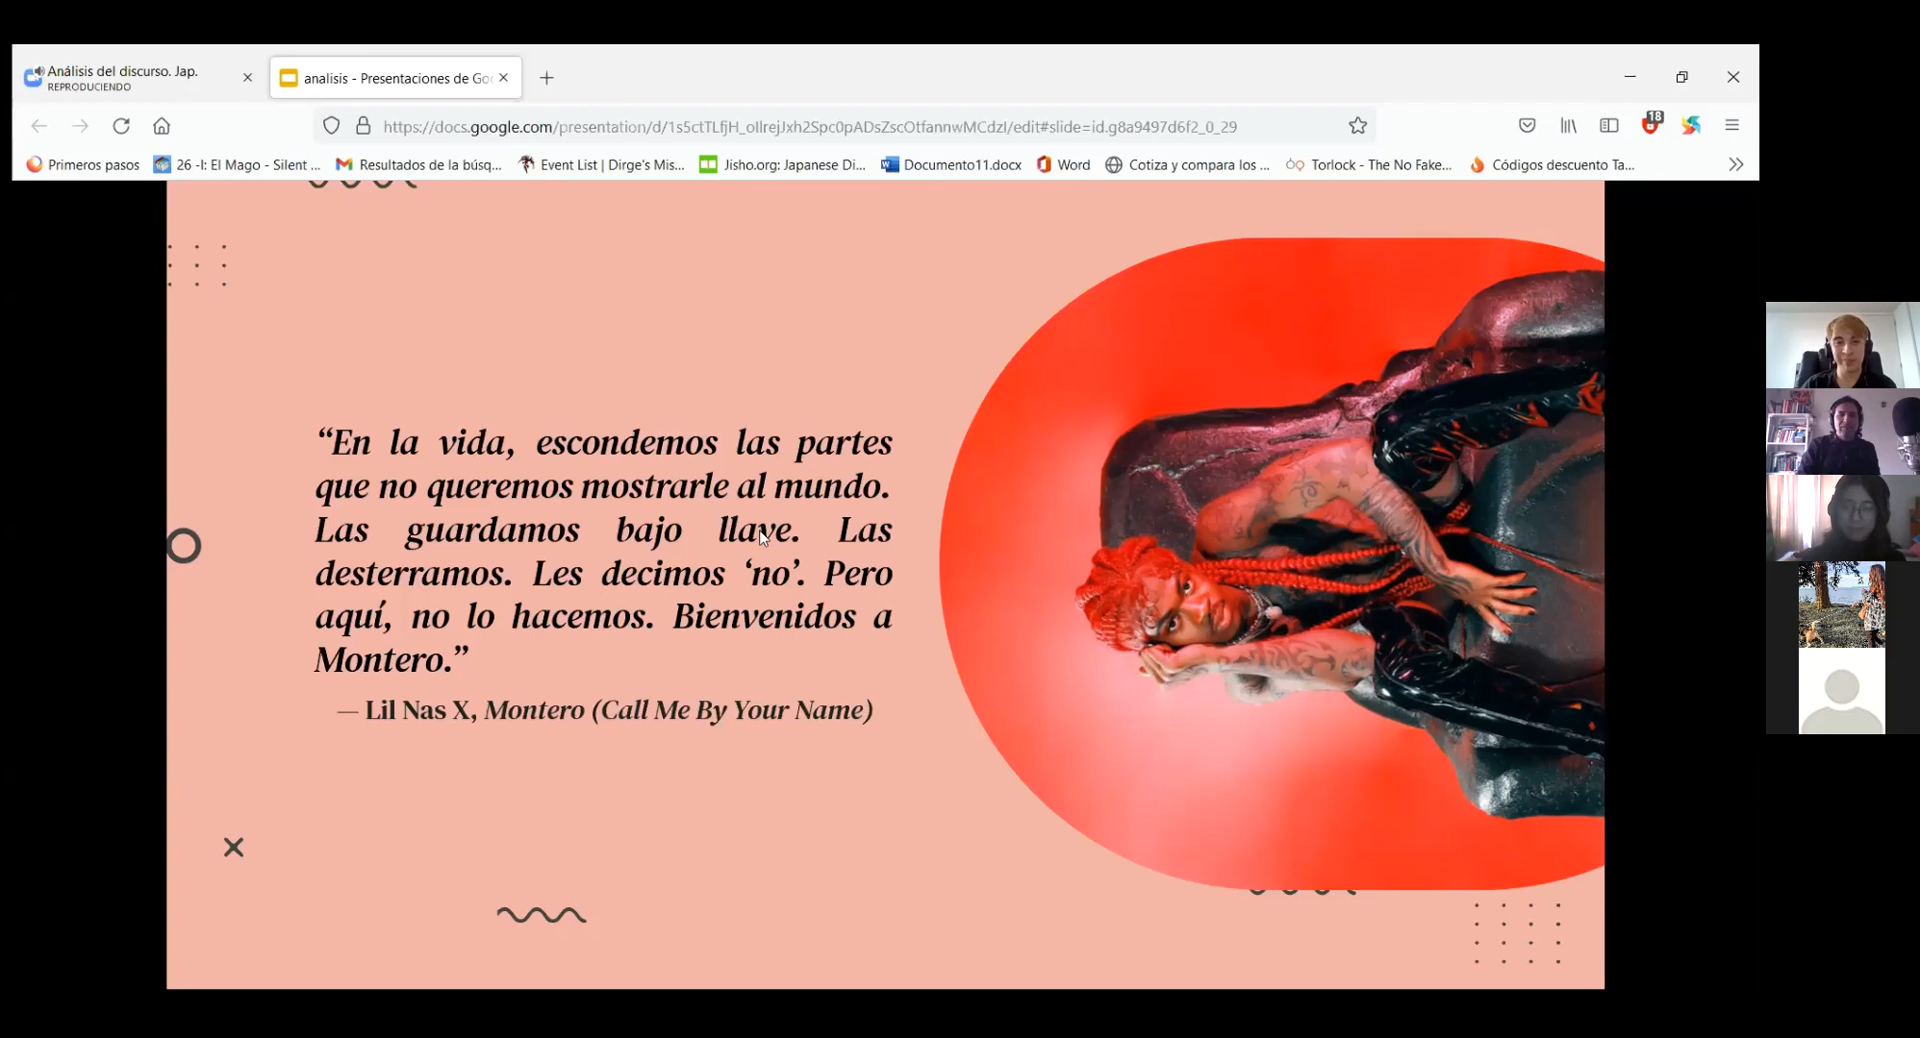 Análisis del discurso. Jap.
REPRODUCIENDO
analisis - Presentaciones de Goo
https://docs.google.com/presentation/d/1s5ctTLfjH_oIlrejJxh2Spc0pADsZscOtfannwMCdzI/edit#slide=id.g8a9497d6f2_0_29
18
Primeros pasos
26 -I: El Mago - Silent ...
Resultados de la búsq...
Event List | Dirge's Mis...
Jisho.org: Japanese Di...
Documento11.docx
Word
Cotiza y compara los ...
Torlock - The No Fake...
Códigos descuento Ta...
“En la vida, escondemos las partes
que no queremos mostrarle al mundo.
Las guardamos bajo llave. Las
desterramos. Les decimos ‘no’. Pero
aquí, no lo hacemos. Bienvenidos a
Montero.”
— Lil Nas X, Montero (Call Me By Your Name)